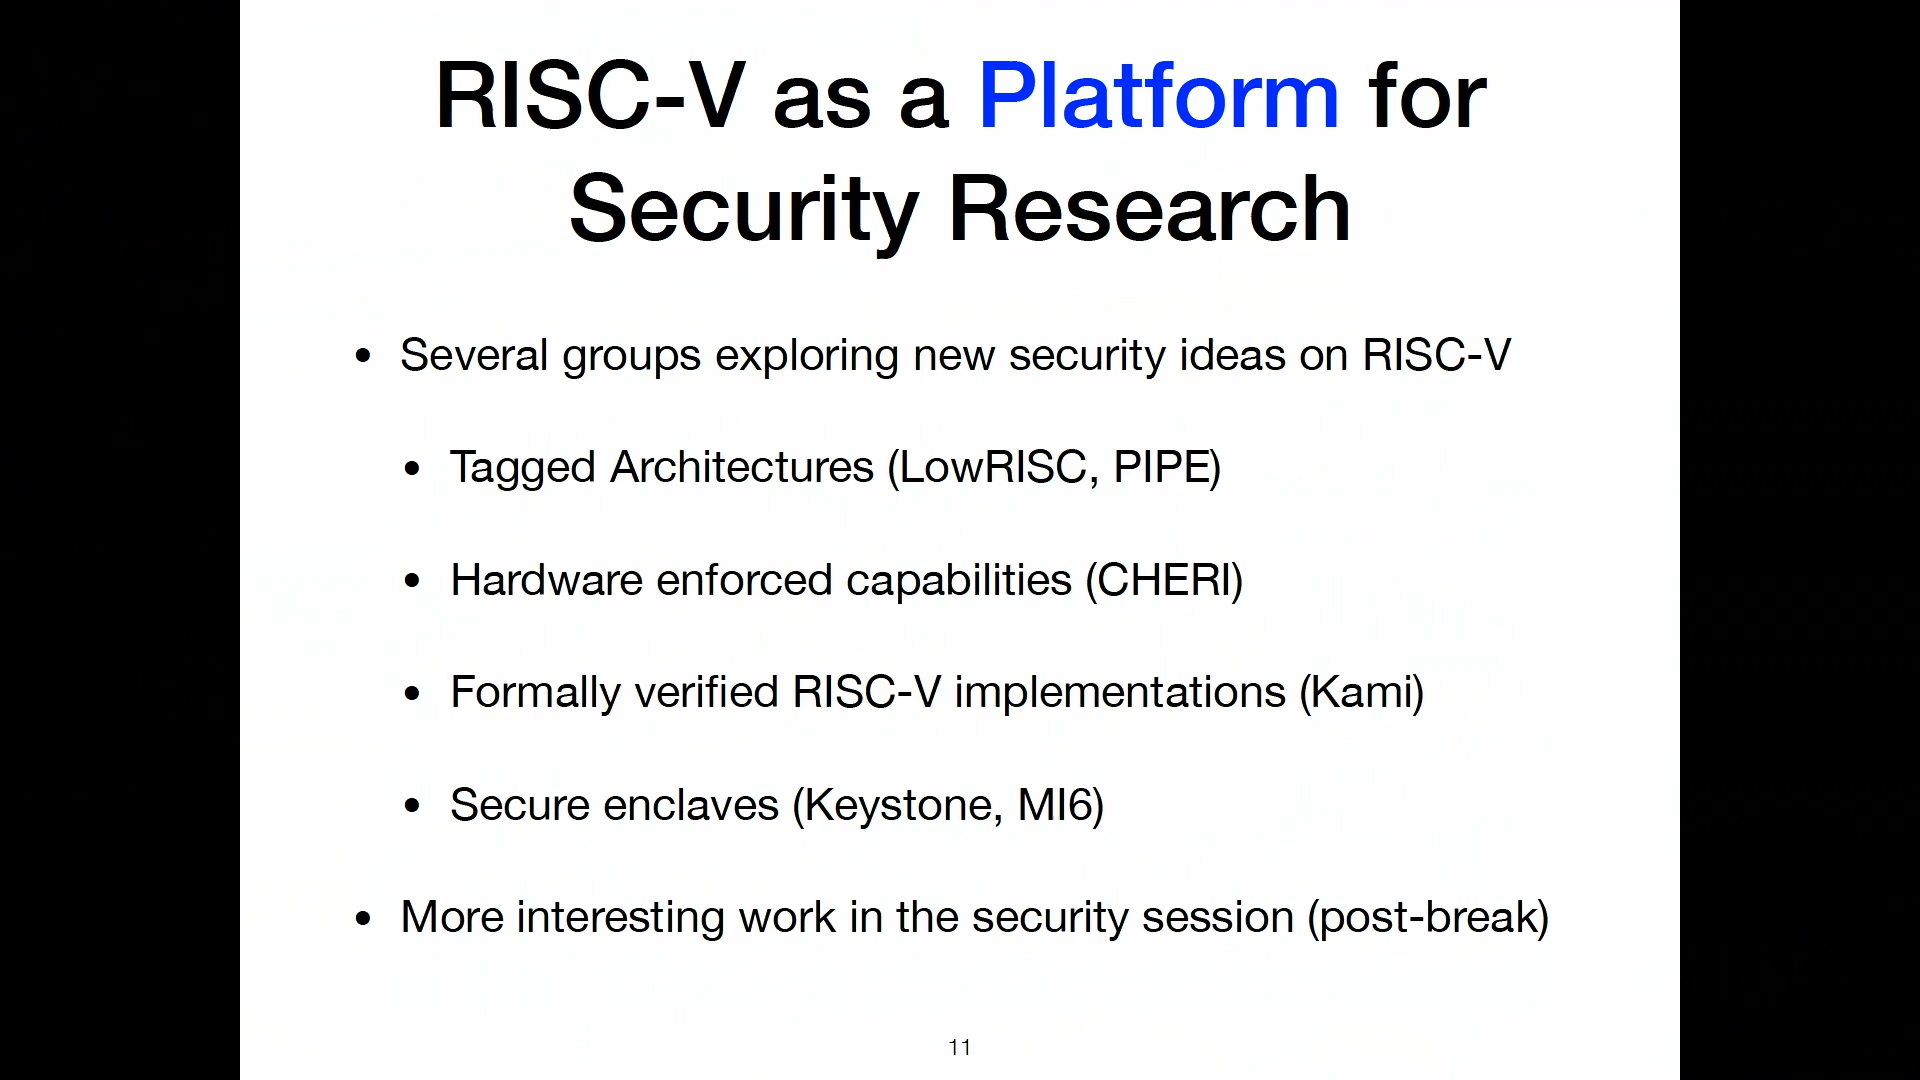 RISC-V as a Platform for
Security Research
• Several groups exploring new security ideas on RISC-V
• Tagged Architectures (LowRISC, PIPE)
• Hardware enforced capabilities (CHERI)
• Formally verified RISC-V implementations (Kami)
• Secure enclaves (Keystone, MI6)
• More interesting work in the security session (post-break)
11